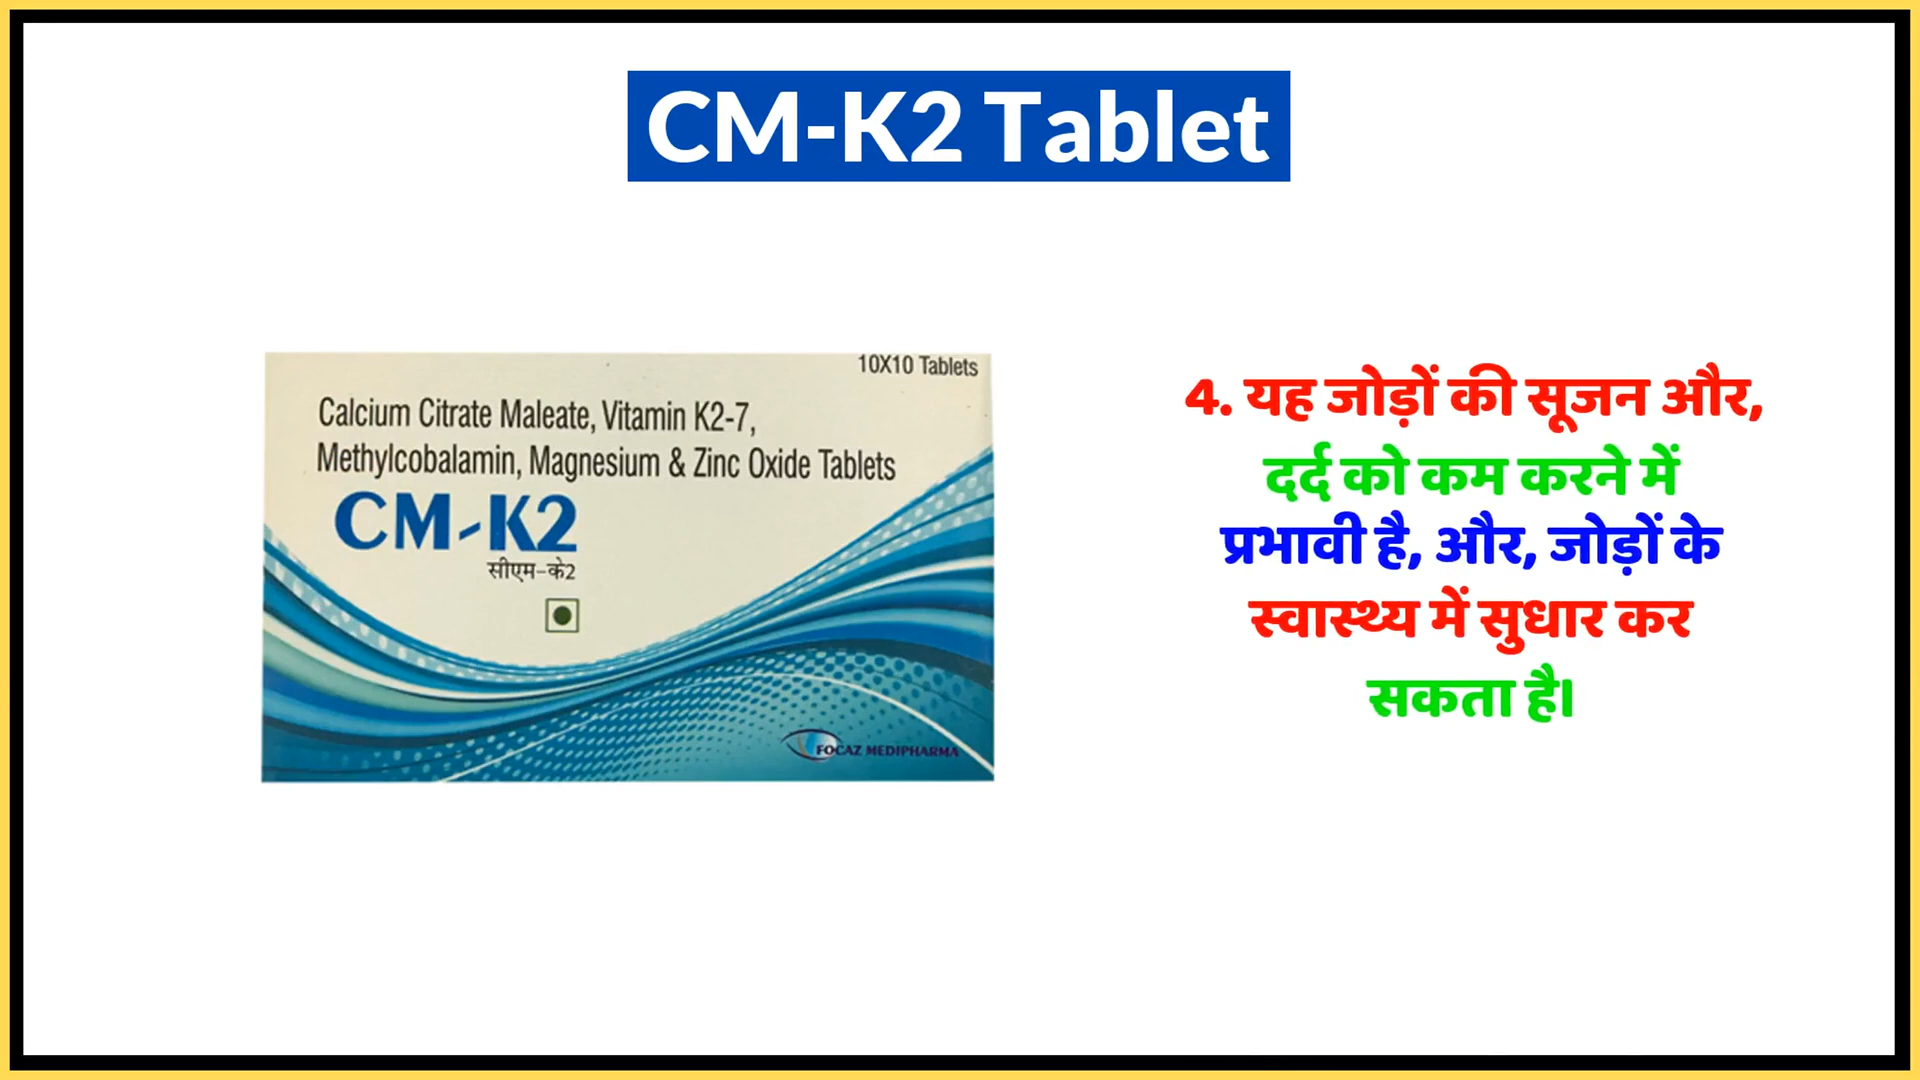 CM-K2 Tablet
10X10 Tablets
Calcium Citrate Maleate, Vitamin K2-7,
Methylcobalamin, Magnesium & Zinc Oxide Tablets
CM-K2
सीएम-के2
FOCAZ MEDIPHARMA
4. यह जोड़ों की सूजन और,
दर्द को कम करने में
प्रभावी है, और, जोड़ों के
स्वास्थ्य में सुधार कर
सकता है।